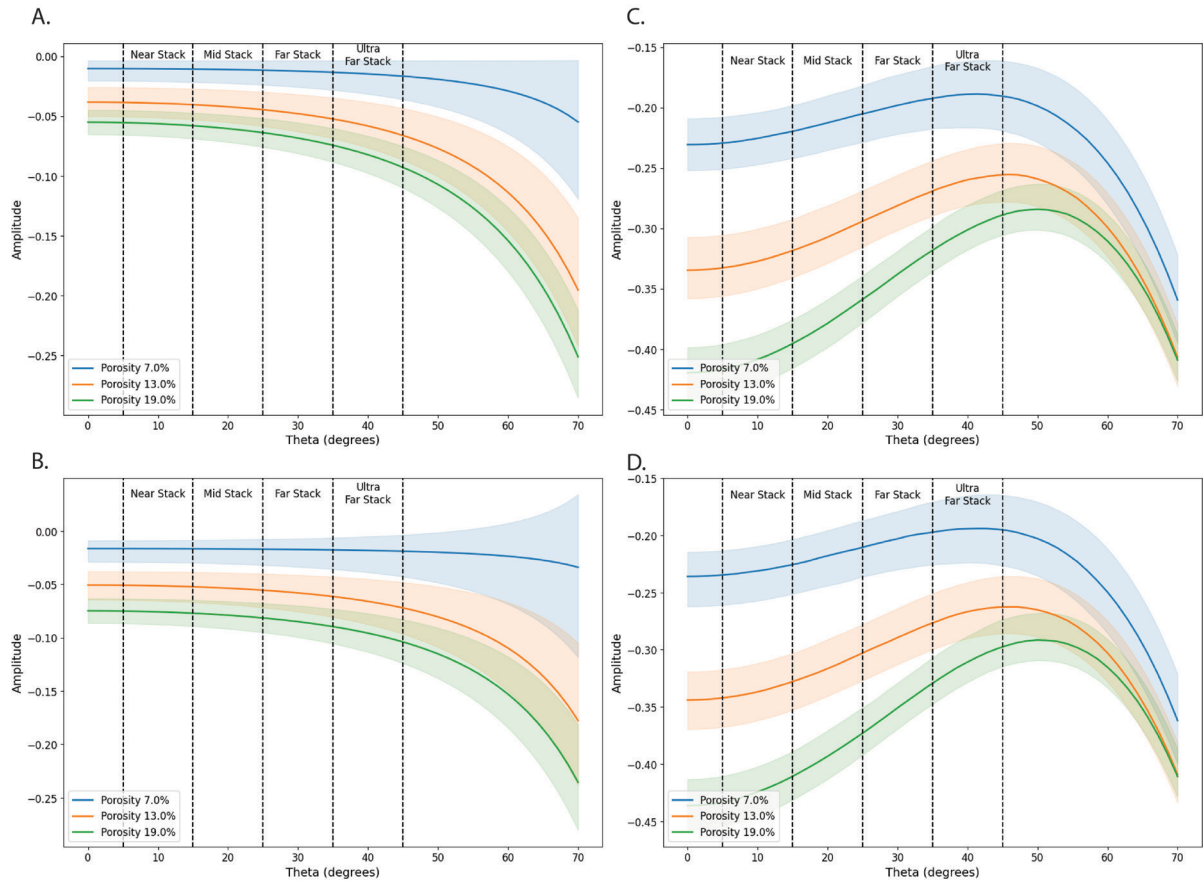 A.
0.00
−0.05
−0.10
−0.15
−0.20
−0.25
Amplitude
Near Stack
Mid Stack
Far Stack
Ultra
Far Stack
Porosity 7.0%
Porosity 13.0%
Porosity 19.0%
0 10 20 30 40 50 60 70
Theta (degrees)
C.
−0.15
−0.20
−0.25
−0.30
−0.35
−0.40
−0.45
Amplitude
Near Stack
Mid Stack
Far Stack
Ultra
Far Stack
Porosity 7.0%
Porosity 13.0%
Porosity 19.0%
0 10 20 30 40 50 60 70
Theta (degrees)
B.
0.00
−0.05
−0.10
−0.15
−0.20
−0.25
Amplitude
Near Stack
Mid Stack
Far Stack
Ultra
Far Stack
Porosity 7.0%
Porosity 13.0%
Porosity 19.0%
0 10 20 30 40 50 60 70
Theta (degrees)
D.
−0.15
−0.20
−0.25
−0.30
−0.35
−0.40
−0.45
Amplitude
Near Stack
Mid Stack
Far Stack
Ultra
Far Stack
Porosity 7.0%
Porosity 13.0%
Porosity 19.0%
0 10 20 30 40 50 60 70
Theta (degrees)